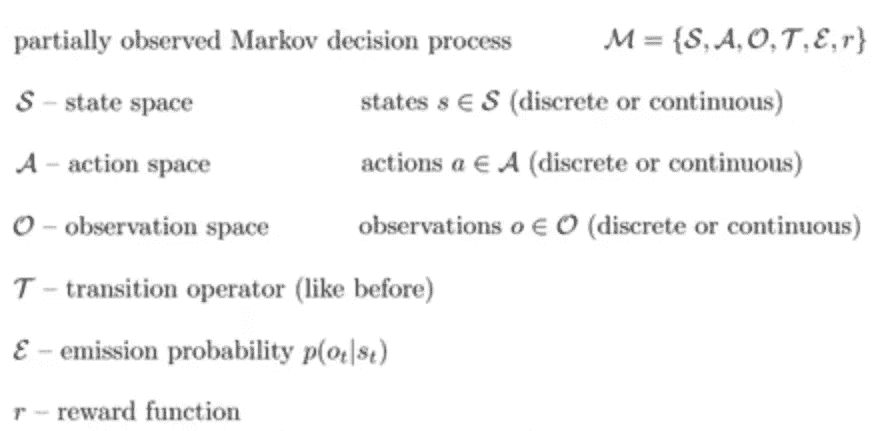 partially observed Markov decision process $\mathcal{M} = \{\mathcal{S}, \mathcal{A}, \mathcal{O}, \mathcal{T}, \mathcal{E}, r\}$
$\mathcal{S}$ – state space states $s \in \mathcal{S}$ (discrete or continuous)
$\mathcal{A}$ – action space actions $a \in \mathcal{A}$ (discrete or continuous)
$\mathcal{O}$ – observation space observations $o \in \mathcal{O}$ (discrete or continuous)
$\mathcal{T}$ – transition operator (like before)
$\mathcal{E}$ – emission probability $p(o_t|s_t)$
$r$ – reward function